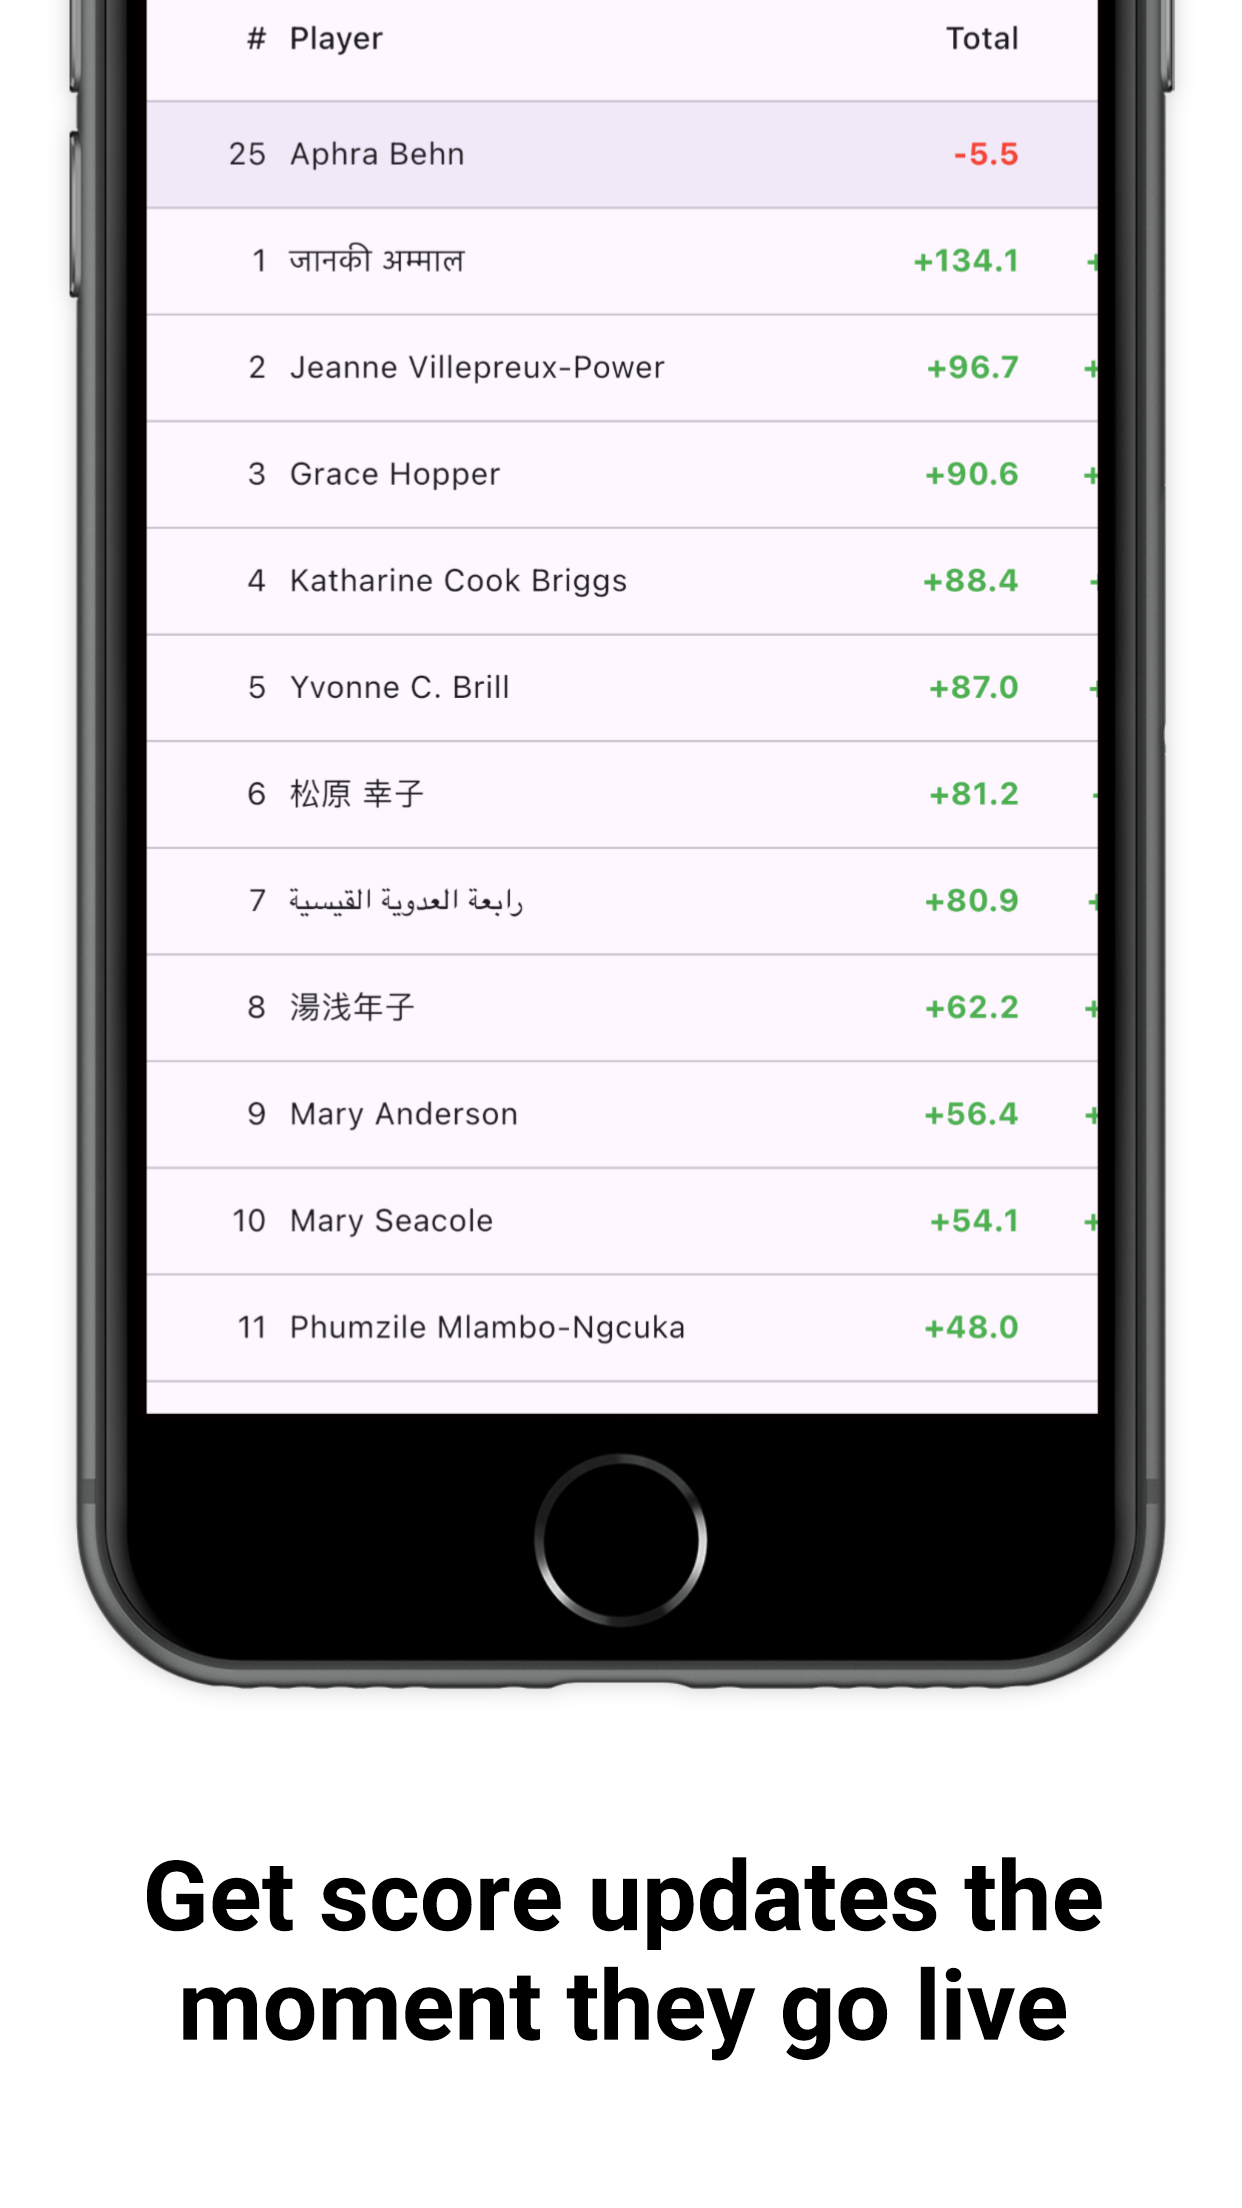 # Player Total
25 Aphra Behn -5.5
1 जानकी अम्माल +134.1
2 Jeanne Villepreux-Power +96.7
3 Grace Hopper +90.6
4 Katharine Cook Briggs +88.4
5 Yvonne C. Brill +87.0
6 松原 幸子 +81.2
7 رابعة العدوية القيسية +80.9
8 湯浅年子 +62.2
9 Mary Anderson +56.4
10 Mary Seacole +54.1
11 Phumzile Mlambo-Ngcuka +48.0
Get score updates the
moment they go live